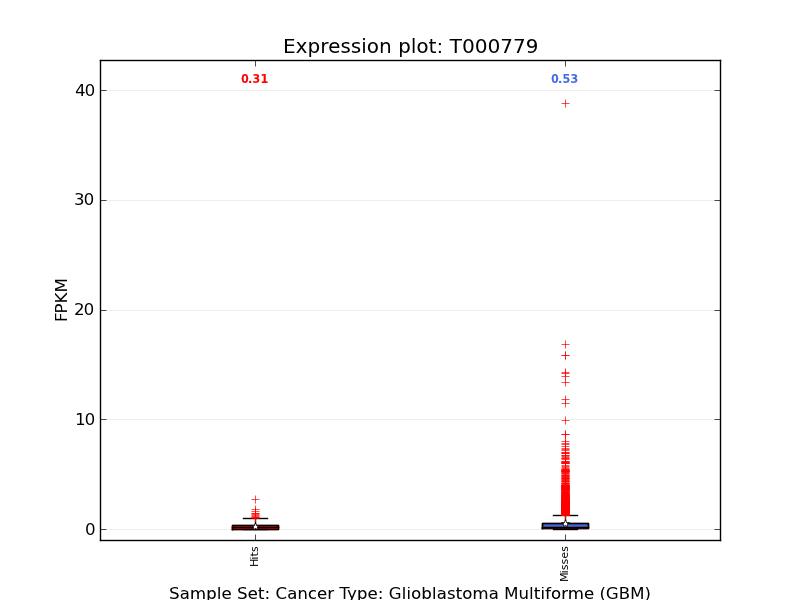 Expression plot: T000779
0.31
0.53
40
30
20
10
0
FPKM
Hits
Misses
Sample Set: Cancer Type: Glioblastoma Multiforme (GBM)